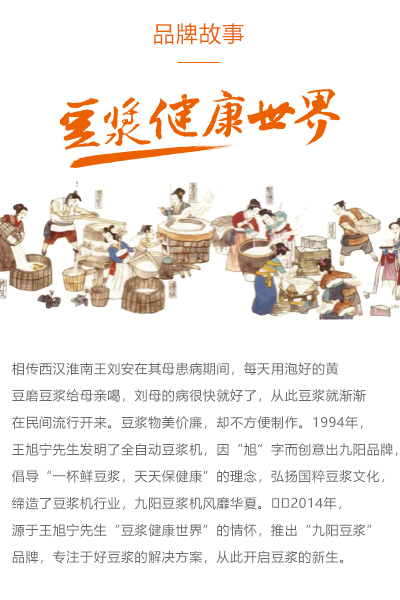 品牌故事
豆浆健康世界
相传西汉淮南王刘安在其母患病期间，每天用泡好的黄
豆磨豆浆给母亲喝，刘母的病很快就好了，从此豆浆就渐渐
在民间流行开来。豆浆物美价廉，却不方便制作。1994年，
王旭宁先生发明了全自动豆浆机，因“旭”字而创意出九阳品牌，
倡导“一杯鲜豆浆，天天保健康”的理念，弘扬国粹豆浆文化，
缔造了豆浆机行业，九阳豆浆机风靡华夏。□□2014年，
源于王旭宁先生“豆浆健康世界”的情怀，推出“九阳豆浆”
品牌，专注于好豆浆的解决方案，从此开启豆浆的新生。